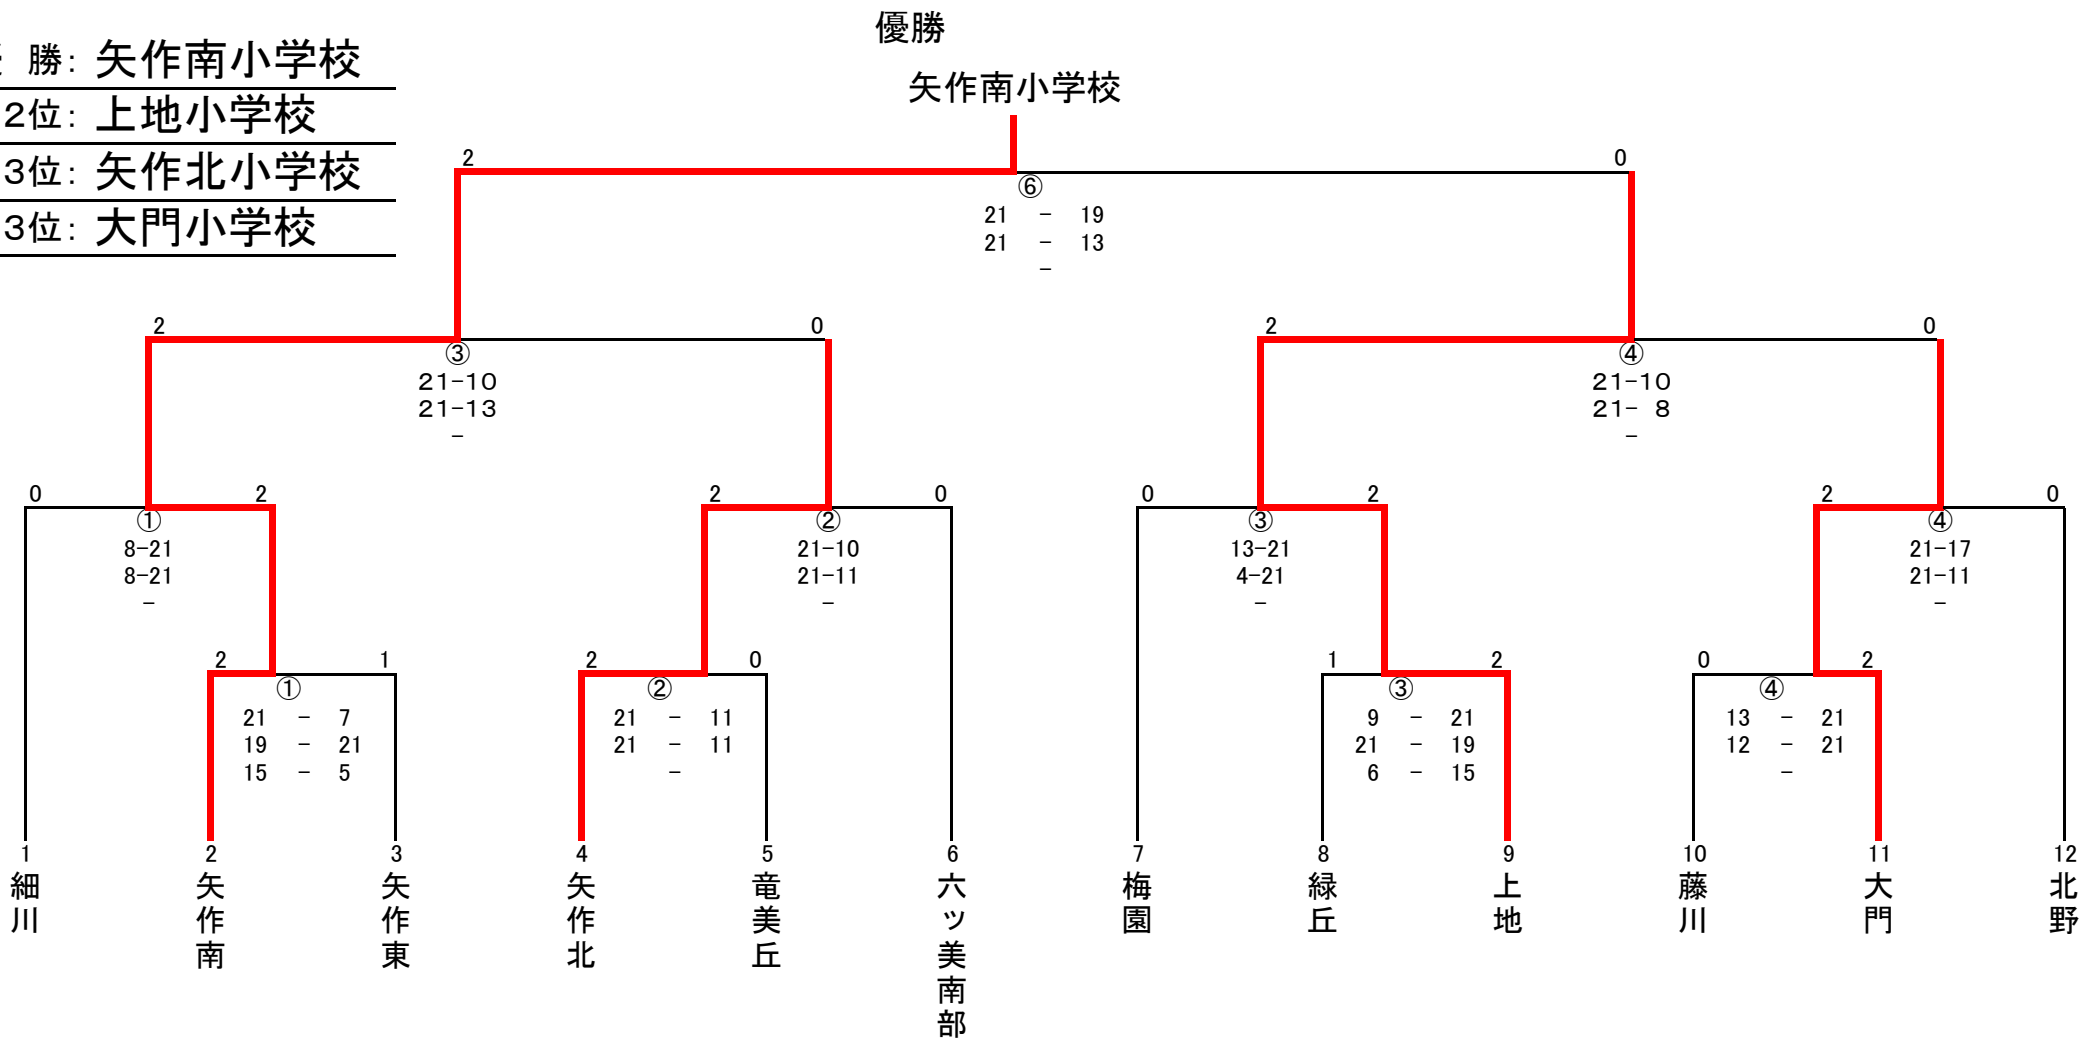 優勝
矢作南小学校
勝: 矢作南小学校
2位: 上地小学校
3位: 矢作北小学校
3位: 大門小学校
2 0
⑥
21 - 19
21 - 13
-
2 0 2 0
③ ④
21-10 21-10
21-13 21- 8
- -
0 2 2 0 0 2 2 0
① ② ③ ④
8-21 21-10 13-21 21-17
8-21 21-11 4-21 21-11
- - - -
2 1 2 0 1 2 0 2
① ② ③ ④
21 - 7 21 - 11 9 - 21 13 - 21
19 - 21 21 - 11 21 - 19 12 - 21
15 - 5 - 6 - 15 -
1 2 3 4 5 6 7 8 9 10 11 12
細川
矢作南
矢作東
矢作北
竜美丘
六ッ美南部
梅園
緑丘
上地
藤川
大門
北野